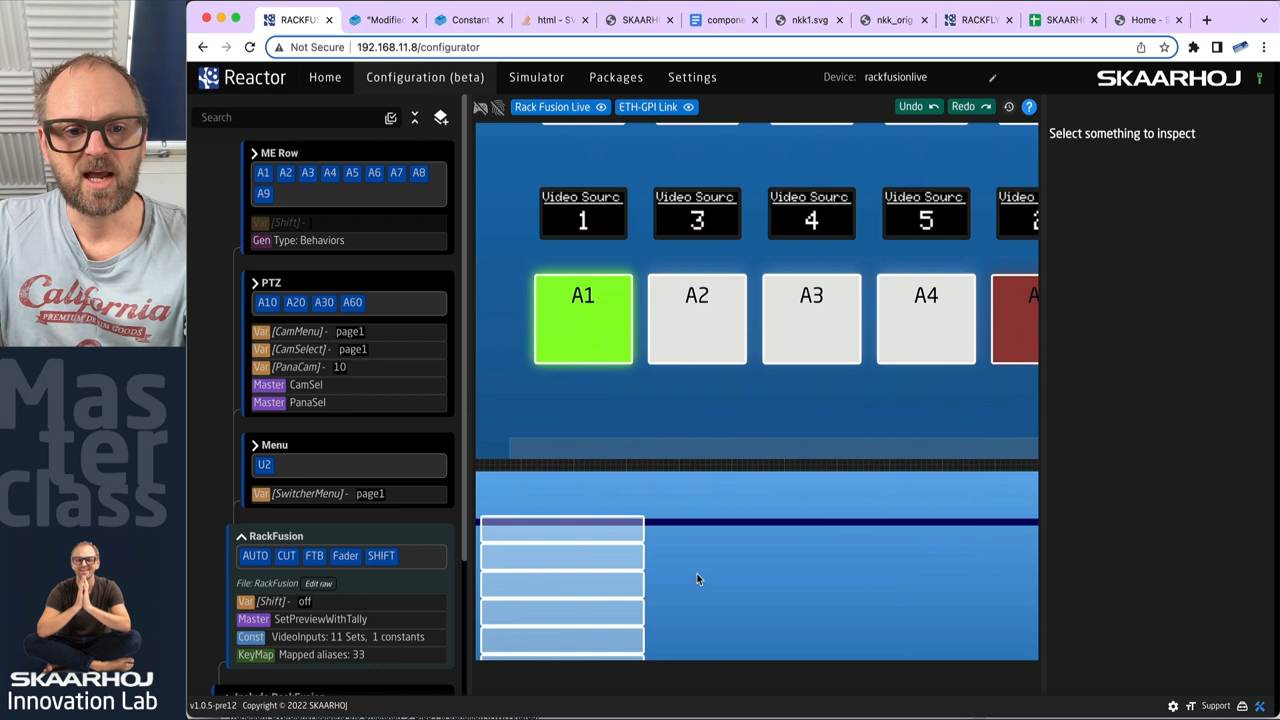 RACKFUS
"Modified
Constant
html - SV
SKAARH
compone
nkk1.svg
nkk_orig.
RACKFLY
SKAARH
Home - S
Not Secure
192.168.11.8/configurator
Reactor
Home
Configuration (beta)
Simulator
Packages
Settings
Device:
rackfusionlive
SKAARHOJ
Search
Rack Fusion Live
ETH-GPI Link
Undo
Redo
?
Select something to inspect
ME Row
A1 A2 A3 A4 A5 A6 A7 A8
A9
Var [Shift] -
Gen Type: Behaviors
PTZ
A10 A20 A30 A60
Var [CamMenu] - page1
Var [CamSelect] - page1
Var [PanaCam] - 10
Master CamSel
Master PanaSel
Menu
U2
Var [SwitcherMenu] - page1
RackFusion
AUTO CUT FTB Fader SHIFT
File: RackFusion Edit raw
Var [Shift] - off
Master SetPreviewWithTally
Const VideoInputs: 11 Sets, 1 constants
KeyMap Mapped aliases: 33
Video Sourc
1
Video Sourc
3
Video Sourc
4
Video Sourc
5
Video
A1
A2
A3
A4
California
PREMIUM DENIM GOODS
Mas
ter
Class
SKAARHOJ
Innovation Lab
v1.0.5-pre12 Copyright © 2022 SKAARHOJ
Support